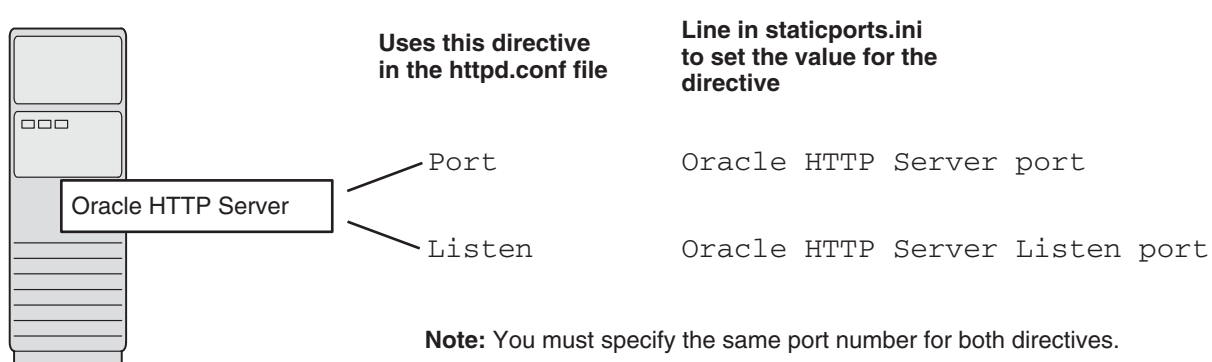 Uses this directive
in the httpd.conf file
Line in staticports.ini
to set the value for the
directive
Port
Oracle HTTP Server port
Oracle HTTP Server
Listen
Oracle HTTP Server Listen port
Note: You must specify the same port number for both directives.